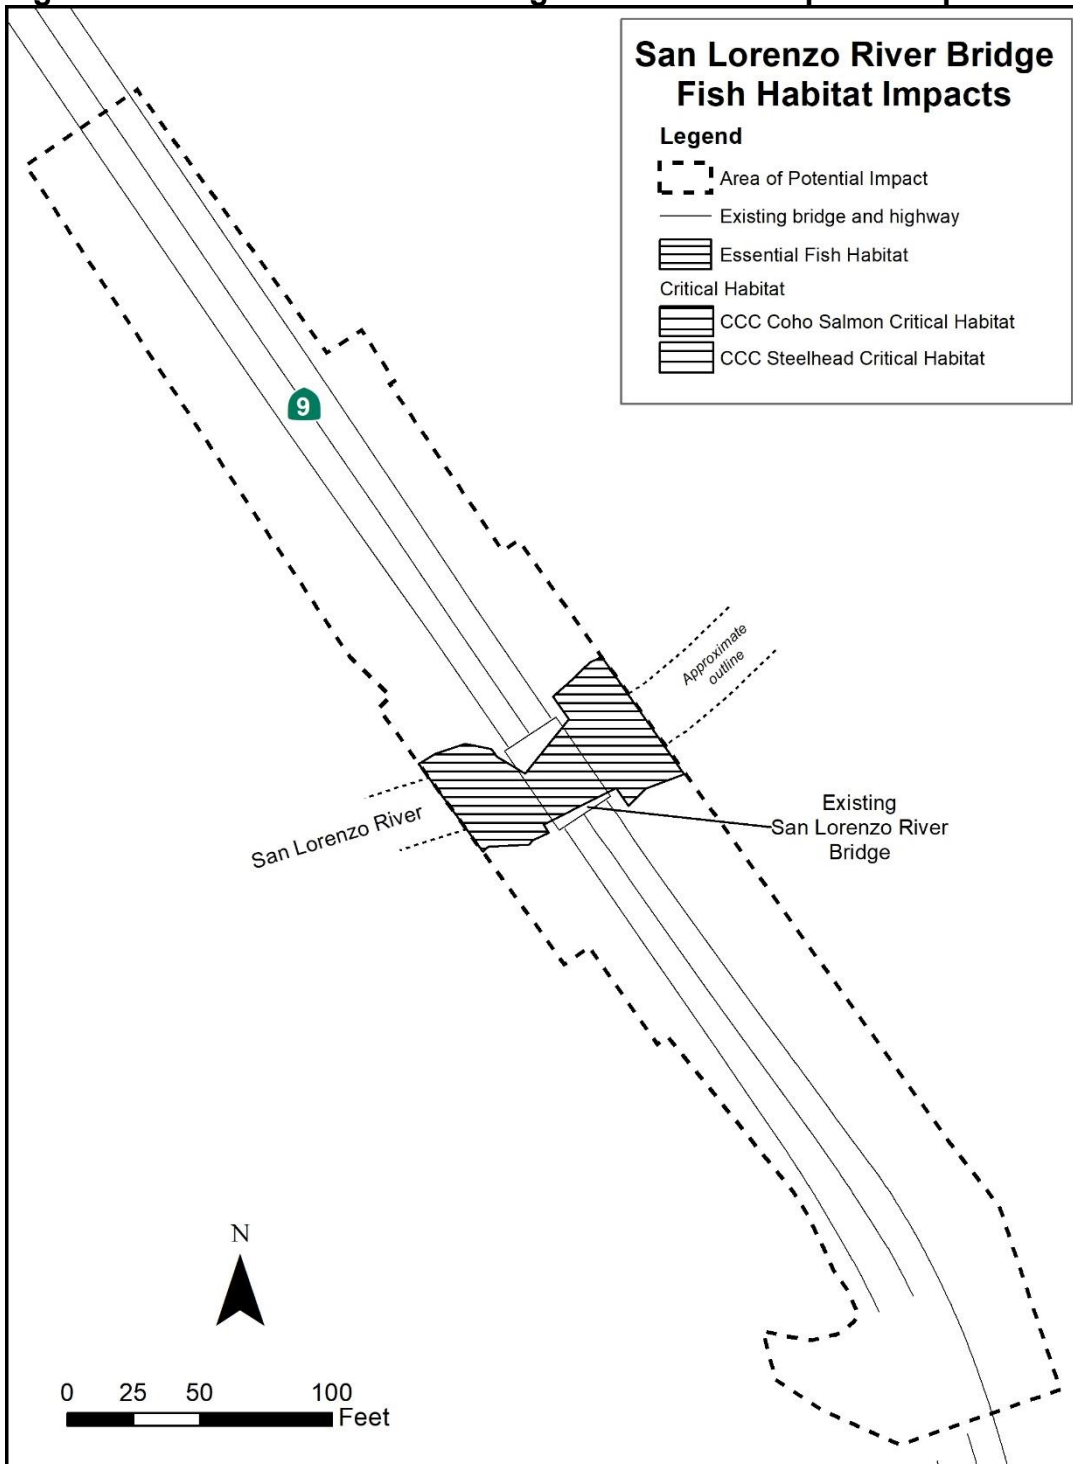 San Lorenzo River Bridge
Fish Habitat Impacts
Legend
Area of Potential Impact
Existing bridge and highway
Essential Fish Habitat
Critical Habitat
CCC Coho Salmon Critical Habitat
CCC Steelhead Critical Habitat
9
Approximate
outline
San Lorenzo River
Existing
San Lorenzo River
Bridge
N
0 25 50 100
Feet